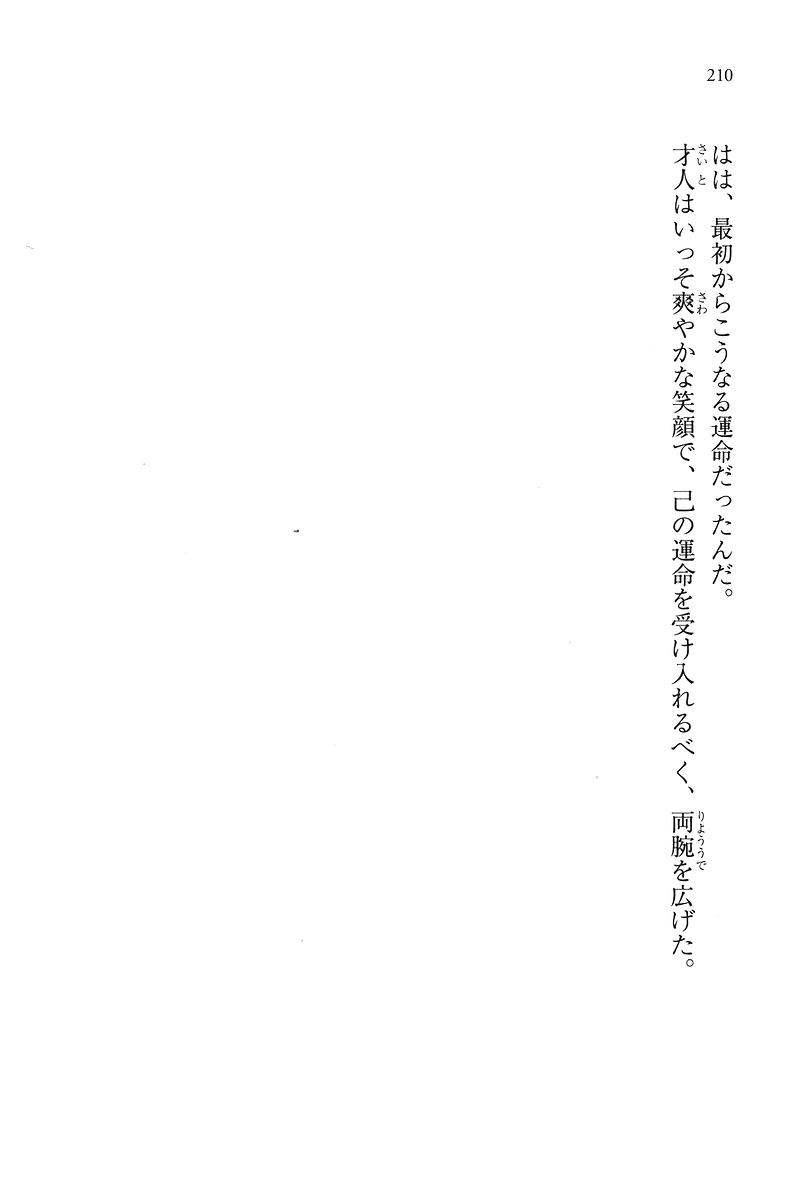 210
はは、最初からこうなる運命だったんだ。
才人はいっそ爽やかな笑顔で、己の運命を受け入れるべく、両腕を広げた。
さい と
さわ
りょううで